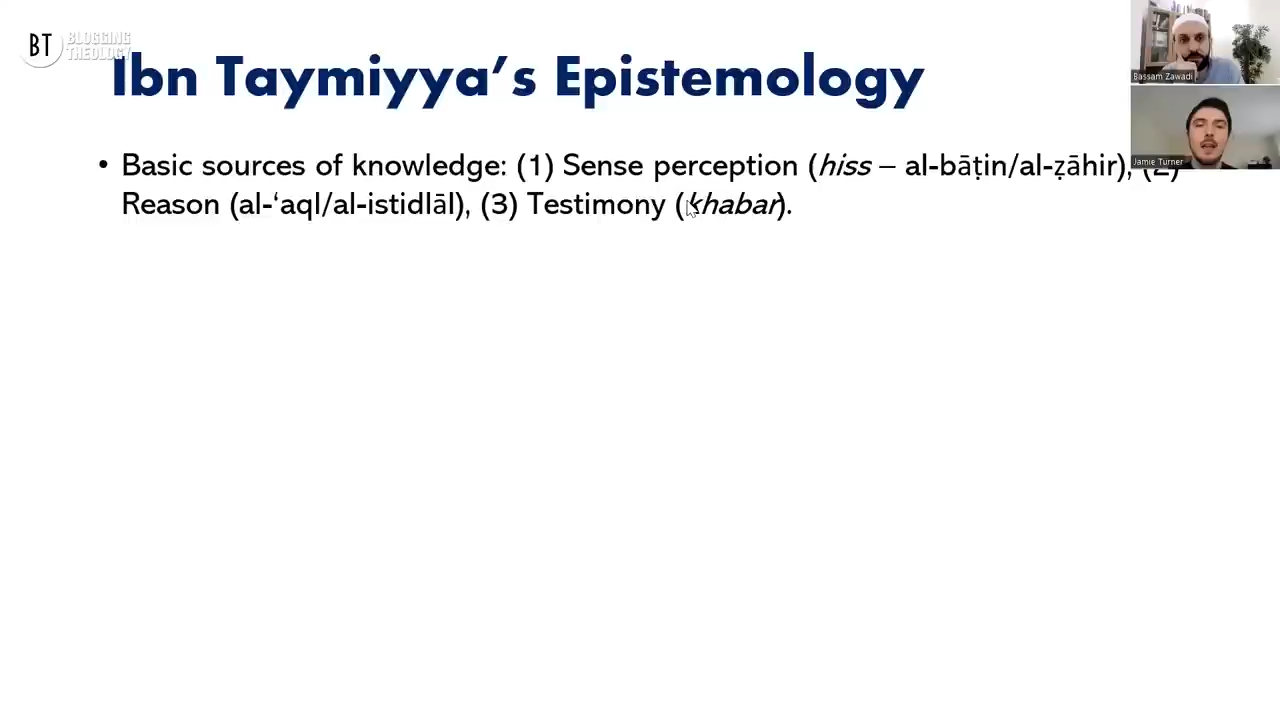 BT BLOGGING
THEOLOGY
Ibn Taymiyya’s Epistemology
Bassam Zawadi
Jamie Turner
• Basic sources of knowledge: (1) Sense perception (hiss – al-bāṭin/al-ẓāhir), (2)
Reason (al-‘aql/al-istidlāl), (3) Testimony (khabar).